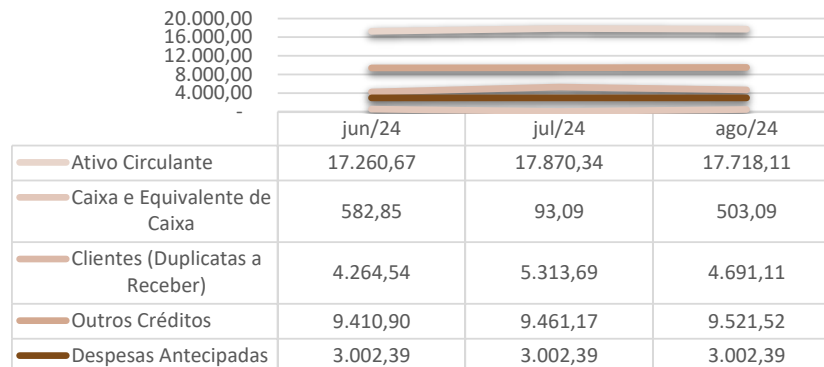 20.000,00
16.000,00
12.000,00
8.000,00
4.000,00
-
jun/24 jul/24 ago/24
Ativo Circulante 17.260,67 17.870,34 17.718,11
Caixa e Equivalente de
Caixa 582,85 93,09 503,09
Clientes (Duplicatas a
Receber) 4.264,54 5.313,69 4.691,11
Outros Créditos 9.410,90 9.461,17 9.521,52
Despesas Antecipadas 3.002,39 3.002,39 3.002,39